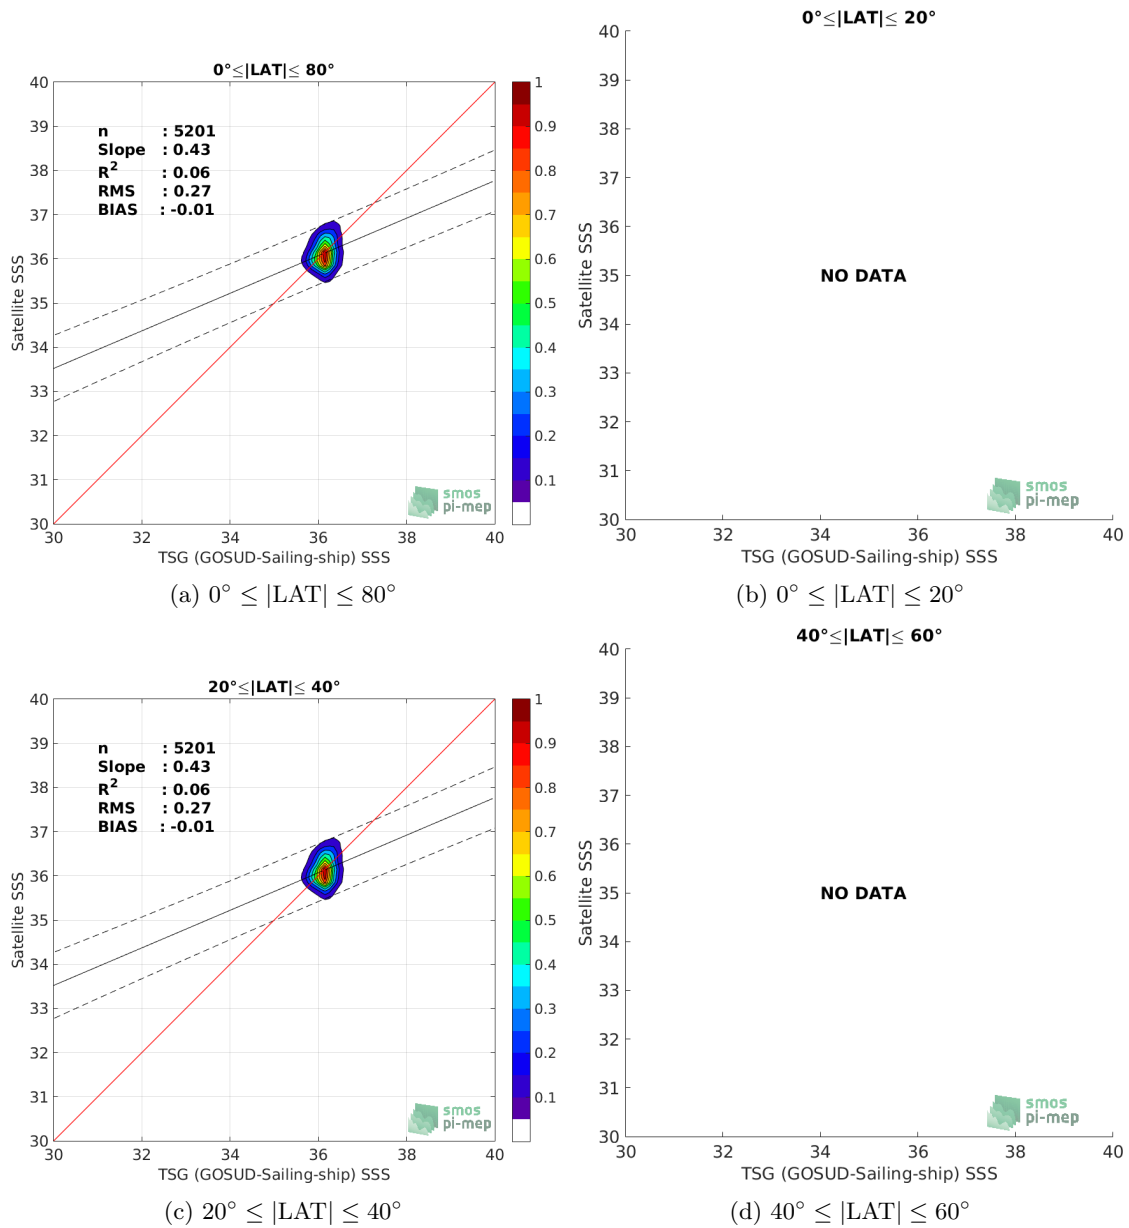 0°≤|LAT|≤ 80°
40
39
38
37
36
35
34
33
32
31
30
Satellite SSS
n : 5201
Slope : 0.43
R² : 0.06
RMS : 0.27
BIAS : -0.01
smos
pi-mep
30 32 34 36 38 40
TSG (GOSUD-Sailing-ship) SSS
1
0.9
0.8
0.7
0.6
0.5
0.4
0.3
0.2
0.1
(a) 0° ≤ |LAT| ≤ 80°
0°≤|LAT|≤ 20°
40
39
38
37
36
35
34
33
32
31
30
Satellite SSS
NO DATA
smos
pi-mep
30 32 34 36 38 40
TSG (GOSUD-Sailing-ship) SSS
(b) 0° ≤ |LAT| ≤ 20°
20°≤|LAT|≤ 40°
40
39
38
37
36
35
34
33
32
31
30
Satellite SSS
n : 5201
Slope : 0.43
R² : 0.06
RMS : 0.27
BIAS : -0.01
smos
pi-mep
30 32 34 36 38 40
TSG (GOSUD-Sailing-ship) SSS
1
0.9
0.8
0.7
0.6
0.5
0.4
0.3
0.2
0.1
(c) 20° ≤ |LAT| ≤ 40°
40°≤|LAT|≤ 60°
40
39
38
37
36
35
34
33
32
31
30
Satellite SSS
NO DATA
smos
pi-mep
30 32 34 36 38 40
TSG (GOSUD-Sailing-ship) SSS
(d) 40° ≤ |LAT| ≤ 60°